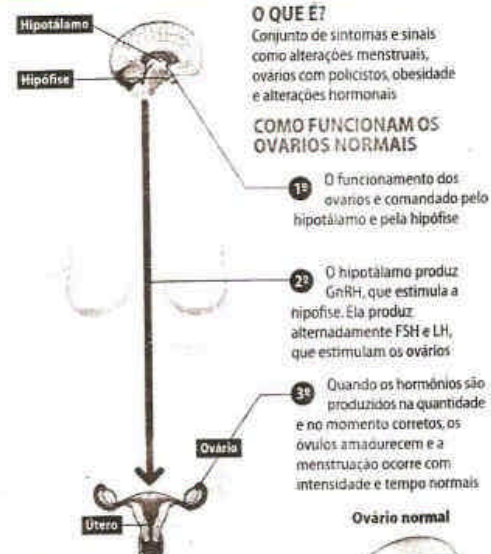 Hipotálamo
Hipófise
O QUE É?
Conjunto de sintomas e sinais
como alterações menstruais,
ovários com policistos, obesidade
e alterações hormonais
COMO FUNCIONAM OS
OVARIOS NORMAIS
1º O funcionamento dos
ovarios e comandado pelo
hipotálamo e pela hipófise
2º O hipotálamo produz
GnRH, que estimula a
hipofise. Ela produz
alternadamente FSH e LH,
que estimulam os ovários
3º Quando os hormônios são
produzidos na quantidade
e no momento corretos, os
óvulos amadurecem e a
menstruação ocorre com
intensidade e tempo normais
Ovário
Útero
Ovário normal